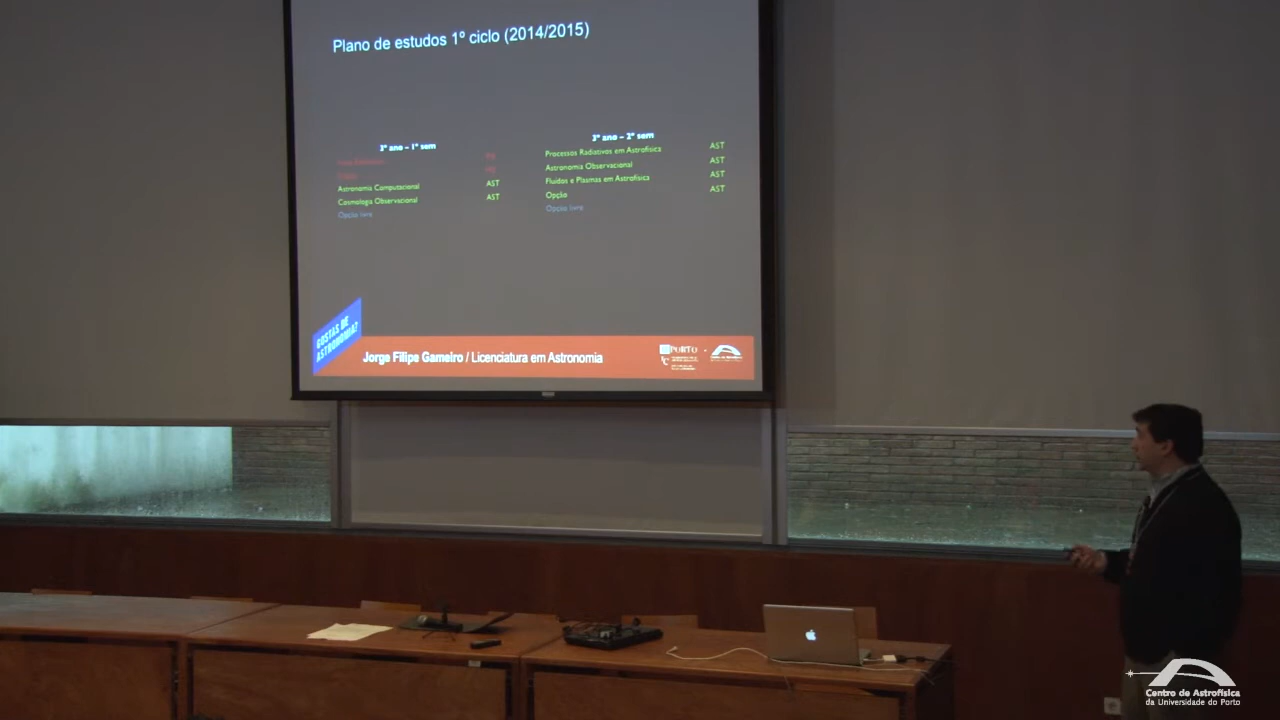 Plano de estudos 1º ciclo (2014/2015)
3º ano – 1º sem
Astronomia Computacional AST
Cosmologia Observacional AST
Opção livre
3º ano – 2º sem
Processos Radiativos em Astrofísica AST
Astronomia Observacional AST
Fluidos e Plasmas em Astrofísica AST
Opção AST
Opção livre
GOSTAS DE
ASTRONOMIA?
Jorge Filipe Gameiro / Licenciatura em Astronomia
PORTO
Centro de Astrofísica
da Universidade do Porto